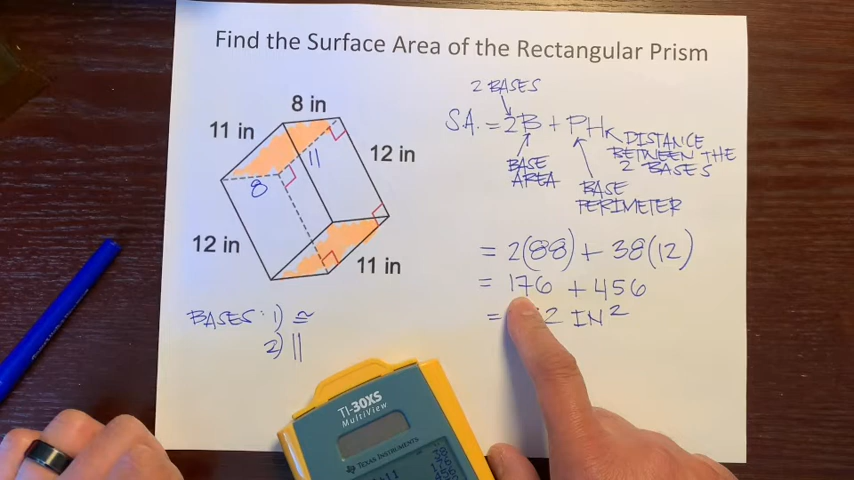 Find the Surface Area of the Rectangular Prism
2 BASES
8 in
11 in
S.A. = 2B + PH
DISTANCE
BETWEEN THE
2 BASES
12 in
11
BASE
AREA
BASE
PERIMETER
8
12 in
11 in
= 2(88) + 38(12)
= 176 + 456
= 2 IN²
BASES: 1) ≅
2) ||
TI-30XS
MultiView
TEXAS INSTRUMENTS